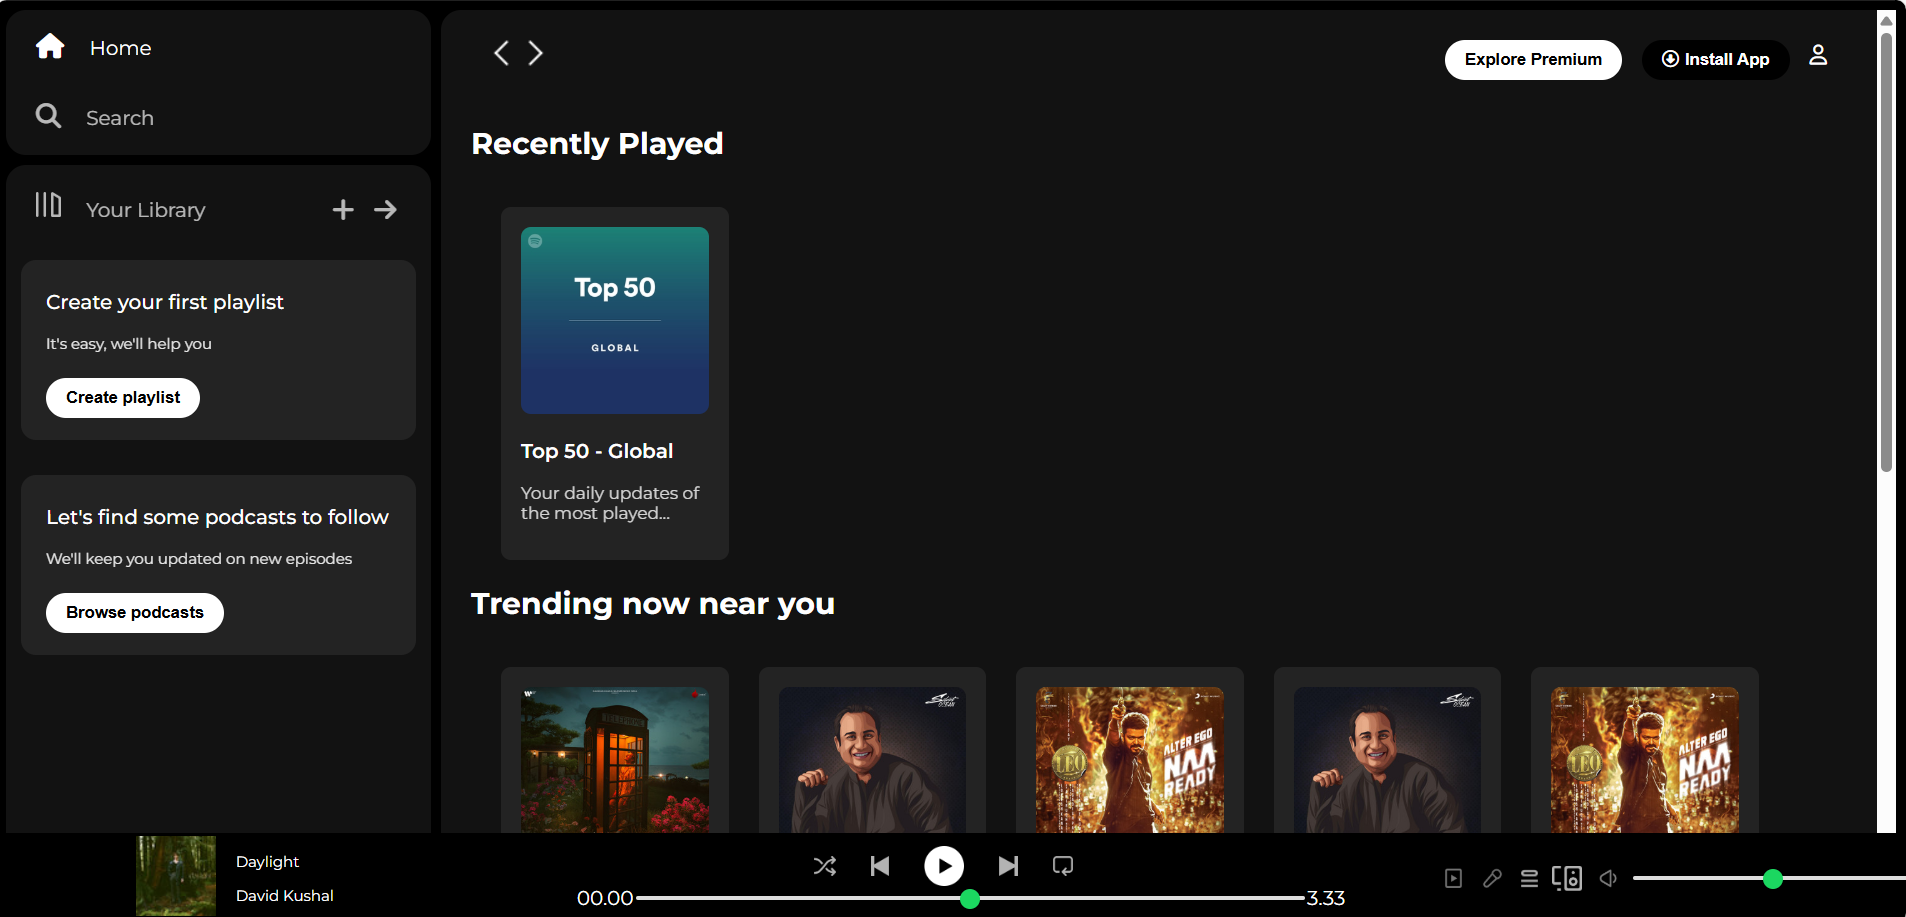 Home
Search
Your Library
Create your first playlist
It's easy, we'll help you
Create playlist
Let's find some podcasts to follow
We'll keep you updated on new episodes
Browse podcasts
Explore Premium
Install App
Recently Played
Top 50
GLOBAL
Top 50 - Global
Your daily updates of
the most played...
Trending now near you
TELEPHONE
LEO
ALTER EGO
NAA
READY
LEO
ALTER EGO
NAA
READY
Daylight
David Kushal
00.00
3.33